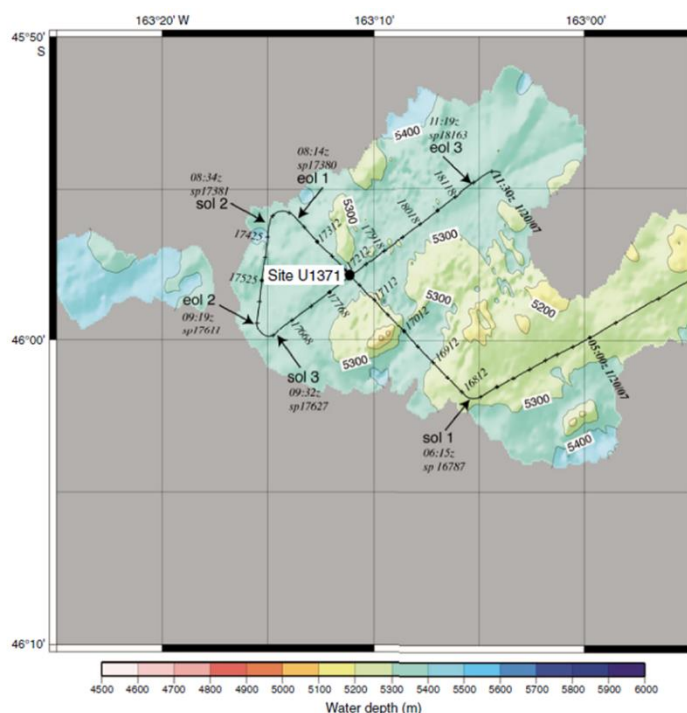 163°20' W
163°10'
163°00'
45°50'
S
5400
11:19z
sp18163
eol 3
08:14z
sp17380
eol 1
08:34z
sp17381
sol 2
18118
(11:30z 1/20/07
5300
18018
17918
17425
17312
5300
17212
Site U1371
17525
17112
5300
5200
eol 2
09:19z
sp17611
17768
17668
17012
46°00'
sol 3
09:32z
sp17627
5300
16912
05:00z 1/20/07
16812
5300
sol 1
06:15z
sp 16787
5400
46°10'
4500 4600 4700 4800 4900 5000 5100 5200 5300 5400 5500 5600 5700 5800 5900 6000
Water depth (m)